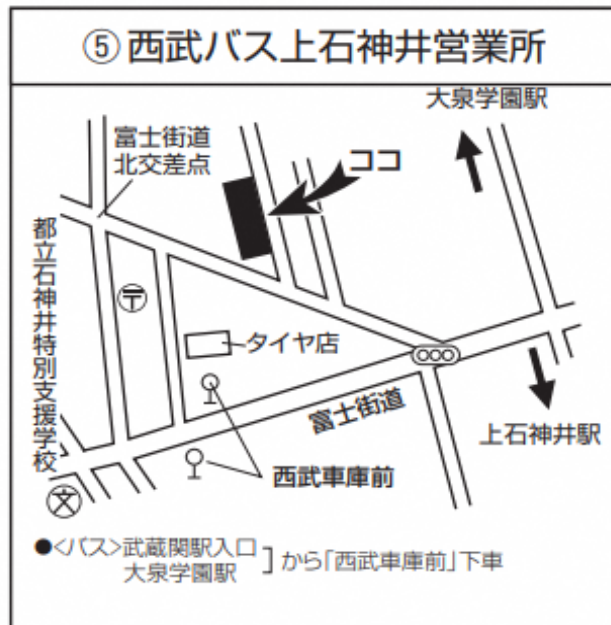 ⑤西武バス上石神井営業所
大泉学園駅
富士街道
北交差点
ココ
都立石神井特別支援学校
〒
タイヤ店
富士街道
上石神井駅
西武車庫前
文
●<バス>武蔵関駅入口
大泉学園駅
]から「西武車庫前」下車